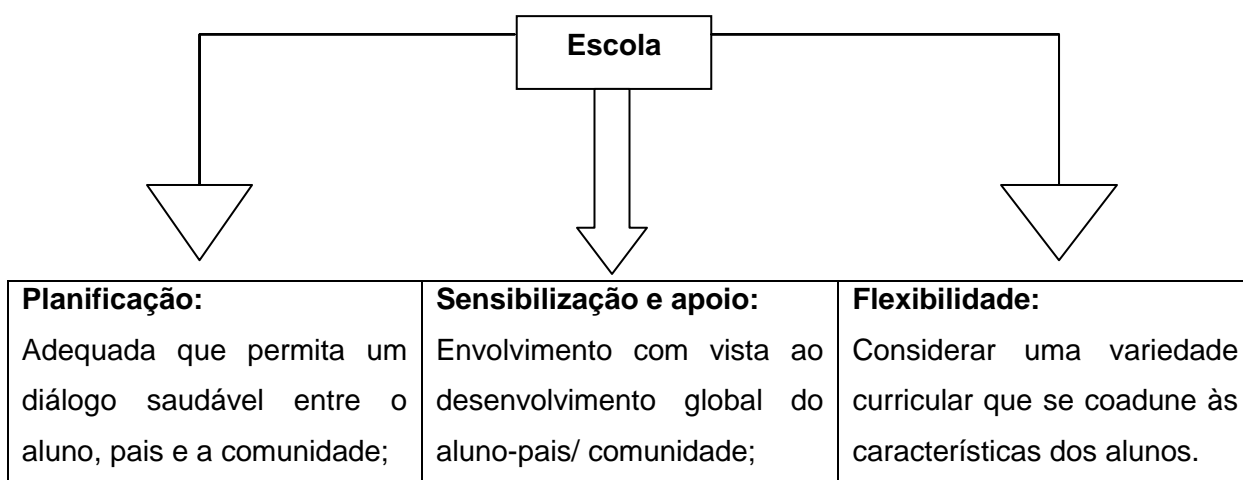 Escola
Planificação:
Adequada que permita um
diálogo saudável entre o
aluno, pais e a comunidade;
Sensibilização e apoio:
Envolvimento com vista ao
desenvolvimento global do
aluno-pais/ comunidade;
Flexibilidade:
Considerar uma variedade
curricular que se coadune às
características dos alunos.